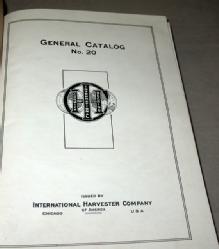 GENERAL CATALOG
No. 20
ISSUED BY
INTERNATIONAL HARVESTER COMPANY
OF AMERICA
CHICAGO U S A